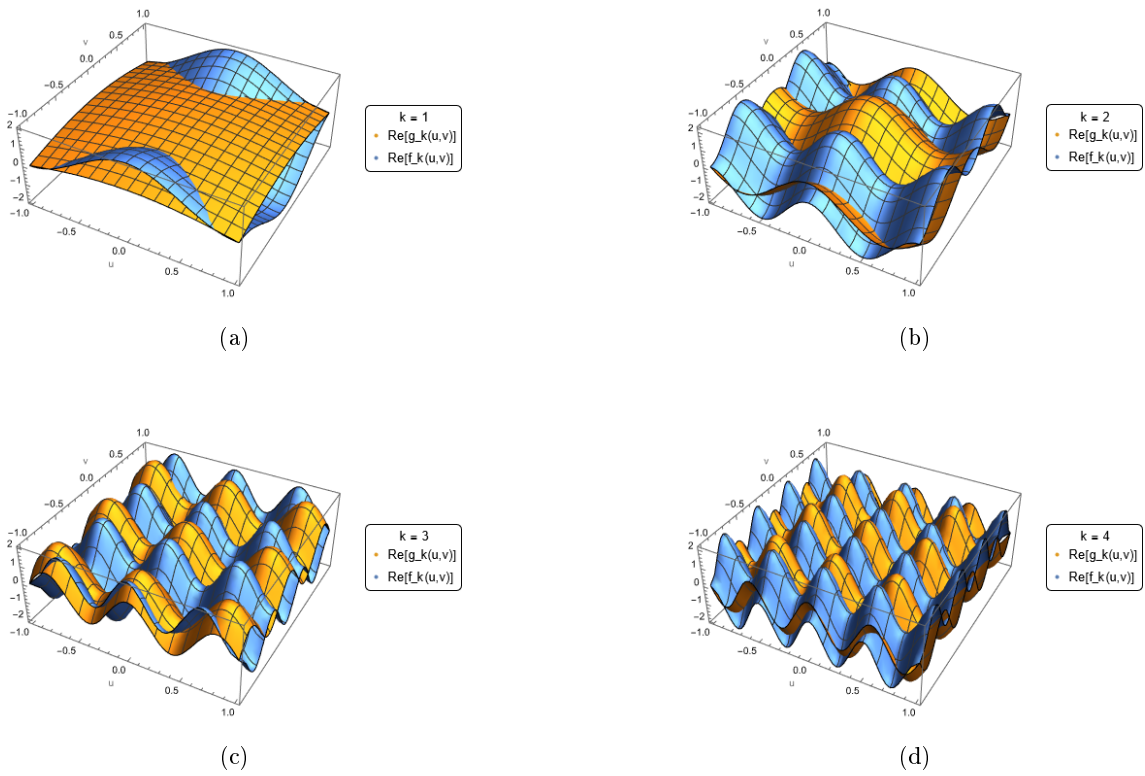 1.0
0.5
v
0.0
-0.5
-1.0
2
1
0
-1
-2
-1.0
-0.5
0.0
u
0.5
1.0
k = 1
Re[g_k(u,v)]
Re[f_k(u,v)]
(a)
1.0
0.5
v
0.0
-0.5
-1.0
2
1
0
-1
-2
-1.0
-0.5
0.0
u
0.5
1.0
k = 2
Re[g_k(u,v)]
Re[f_k(u,v)]
(b)
1.0
0.5
v
0.0
-0.5
-1.0
2
1
0
-1
-2
-1.0
-0.5
0.0
u
0.5
1.0
k = 3
Re[g_k(u,v)]
Re[f_k(u,v)]
(c)
1.0
0.5
v
0.0
-0.5
-1.0
2
1
0
-1
-2
-1.0
-0.5
0.0
u
0.5
1.0
k = 4
Re[g_k(u,v)]
Re[f_k(u,v)]
(d)